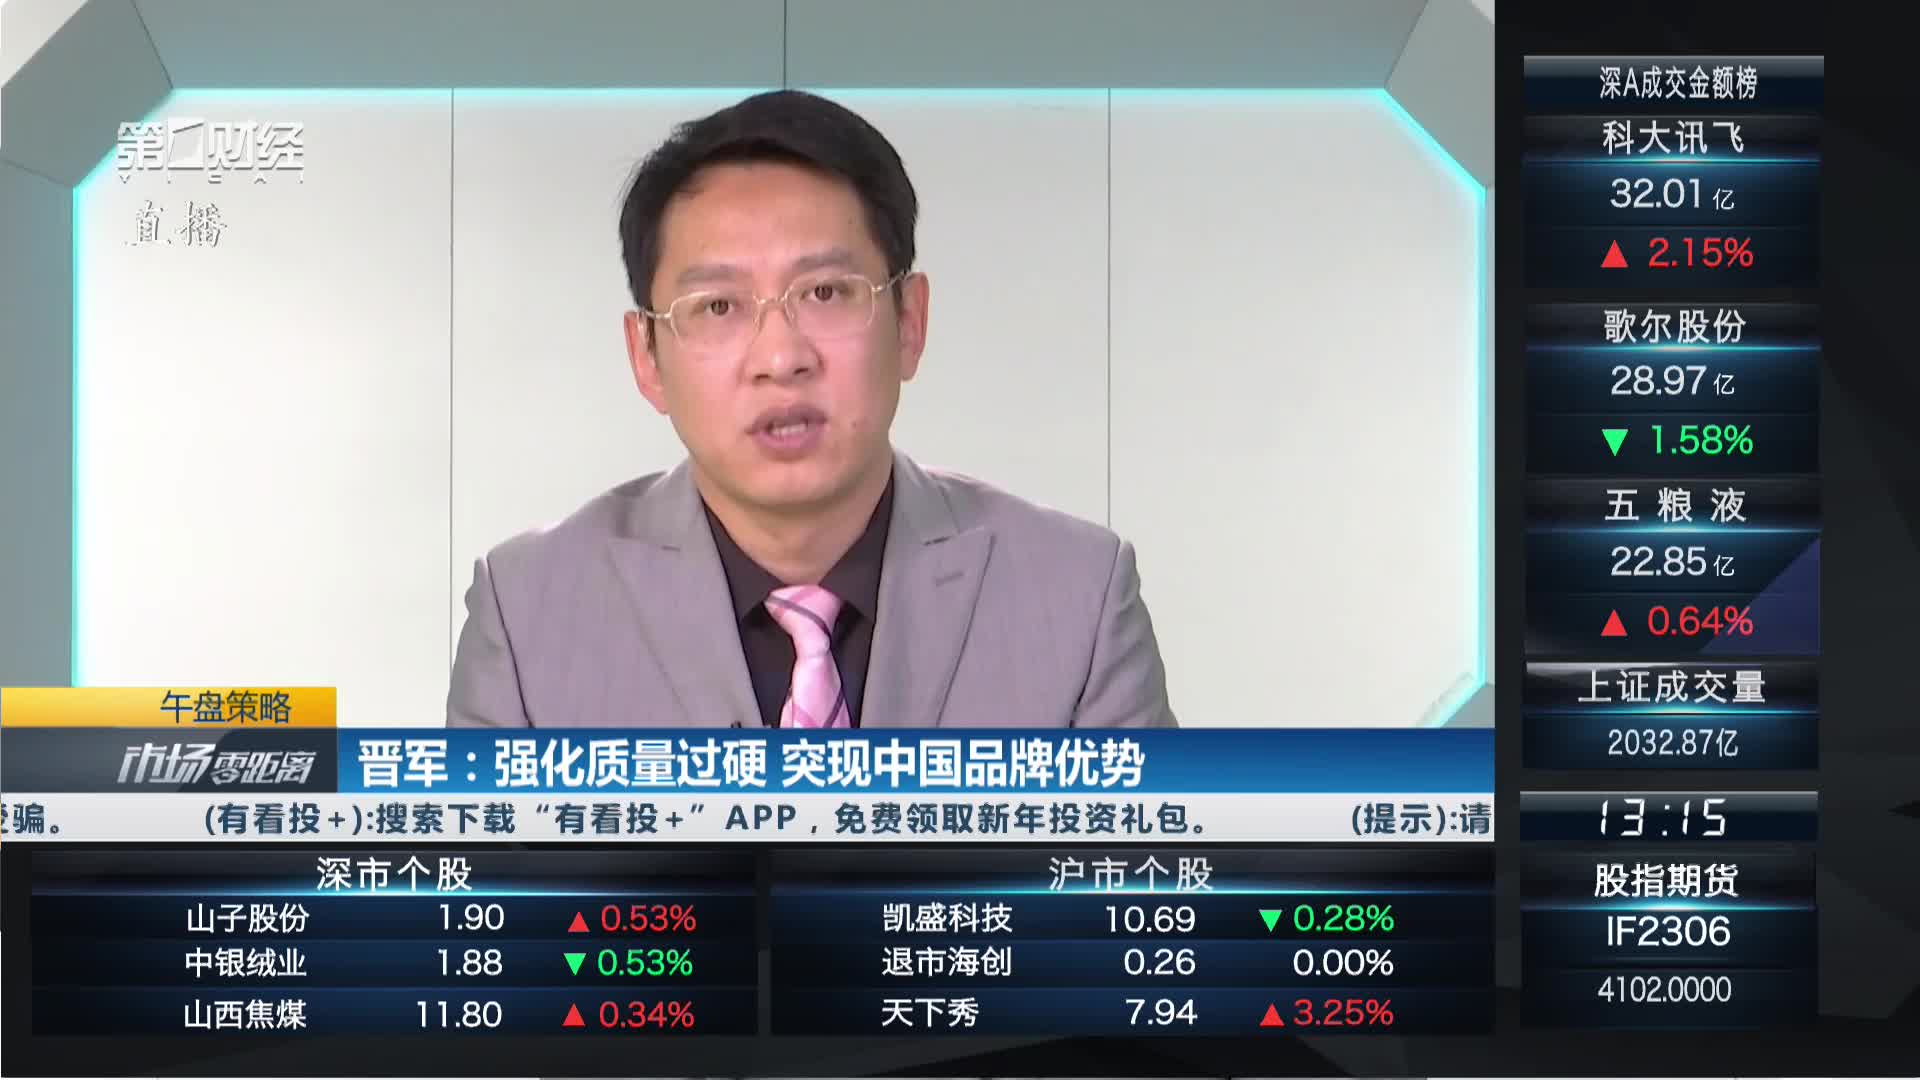 第一财经
YICAI
直播
午盘策略
市场零距离
晋军：强化质量过硬 突现中国品牌优势
骗。 (有看投+):搜索下载“有看投+”APP，免费领取新年投资礼包。 (提示):请
深市个股
山子股份 1.90 ▲ 0.53%
中银绒业 1.88 ▼ 0.53%
山西焦煤 11.80 ▲ 0.34%
沪市个股
凯盛科技 10.69 ▼ 0.28%
退市海创 0.26 0.00%
天下秀 7.94 ▲ 3.25%
深A成交金额榜
科大讯飞
32.01 亿
▲ 2.15%
歌尔股份
28.97 亿
▼ 1.58%
五粮液
22.85 亿
▲ 0.64%
上证成交量
2032.87亿
13:15
股指期货
IF2306
4102.0000